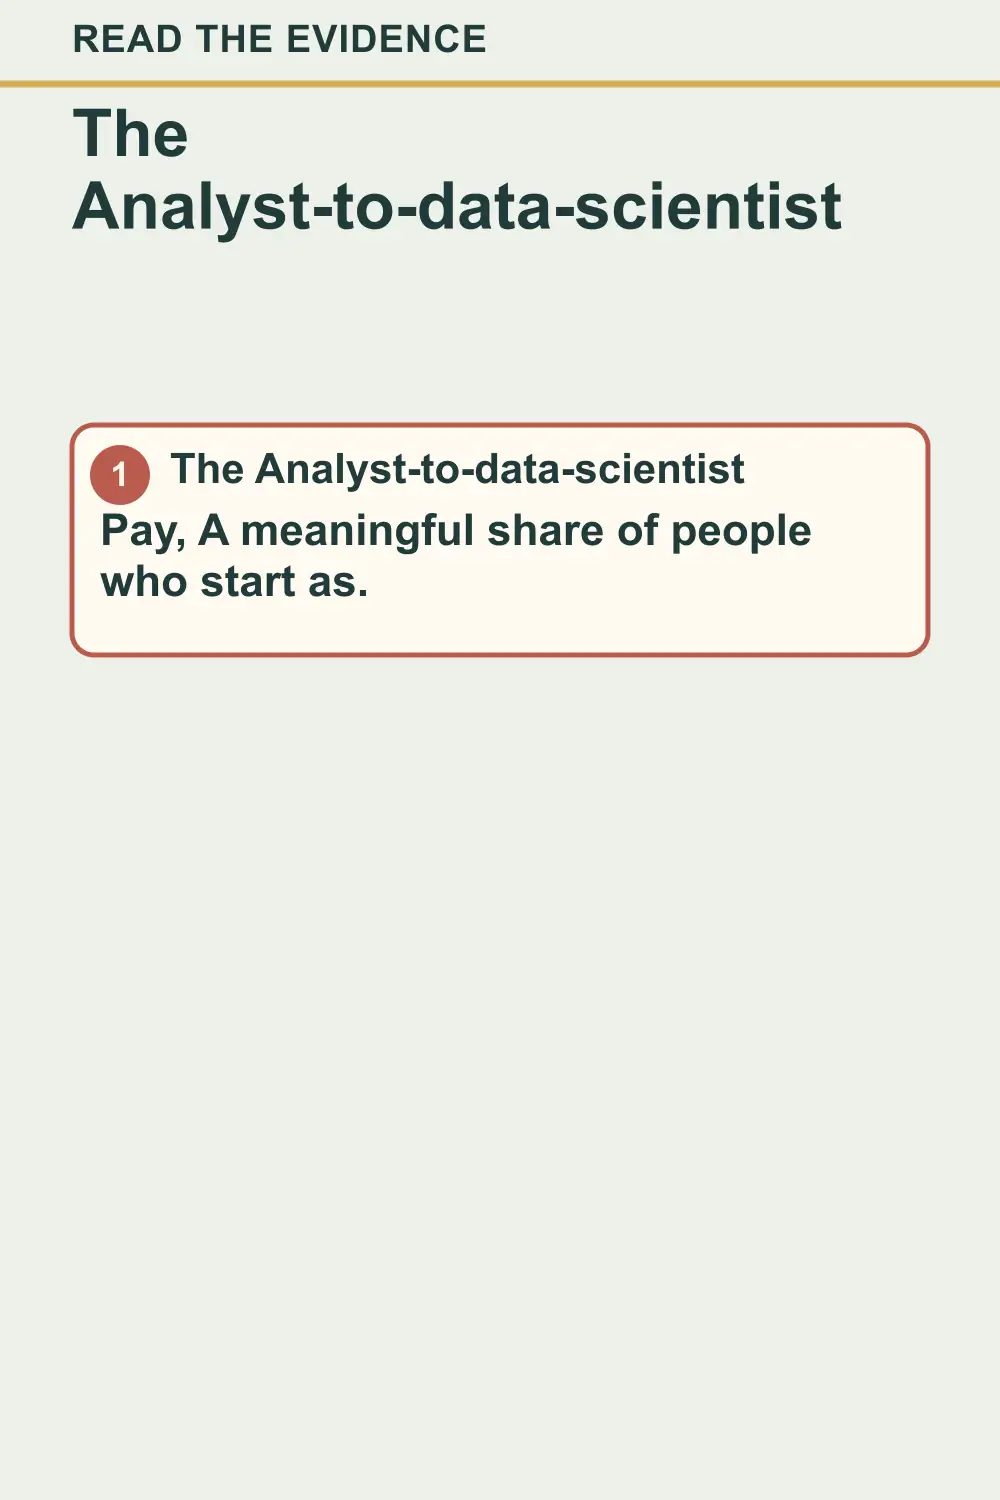 READ THE EVIDENCE
The
Analyst-to-data-scientist
1 The Analyst-to-data-scientist
Pay, A meaningful share of people
who start as.